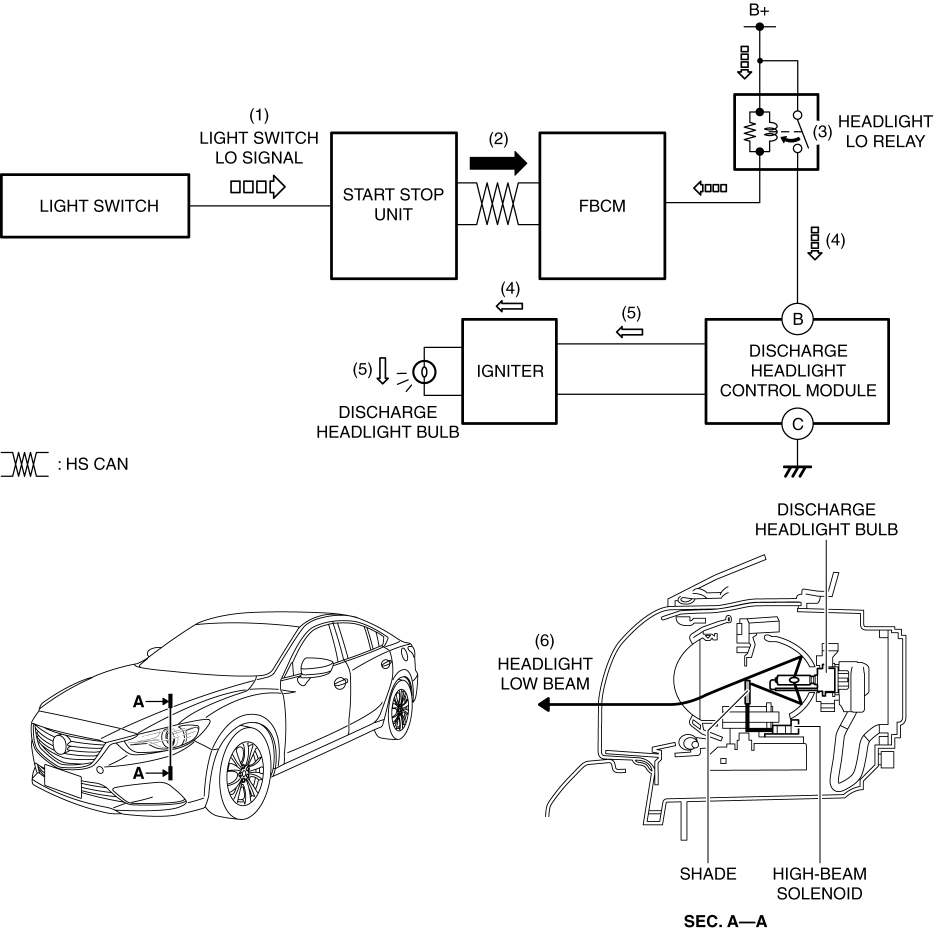 B+
(1)
LIGHT SWITCH
LO SIGNAL
(2)
(3)
HEADLIGHT
LO RELAY
LIGHT SWITCH
START STOP
UNIT
FBCM
(4)
(4)
(5)
B
DISCHARGE
HEADLIGHT
CONTROL MODULE
C
IGNITER
(5)
DISCHARGE
HEADLIGHT BULB
: HS CAN
DISCHARGE
HEADLIGHT BULB
(6)
HEADLIGHT
LOW BEAM
A
A
SHADE
HIGH-BEAM
SOLENOID
SEC. A—A